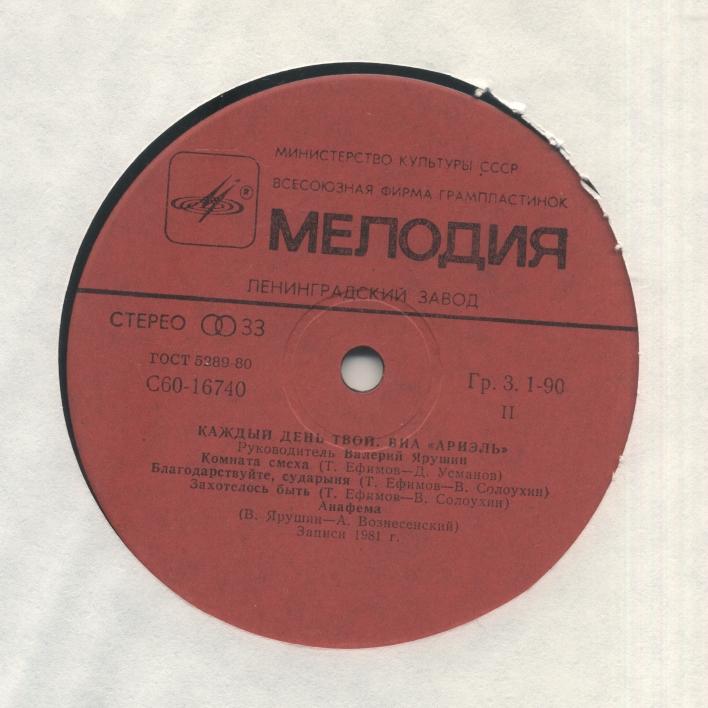 МИНИСТЕРСТВО КУЛЬТУРЫ СССР
ВСЕСОЮЗНАЯ ФИРМА ГРАМПЛАСТИНОК
®
МЕЛОДИЯ
ЛЕНИНГРАДСКИЙ ЗАВОД
СТЕРЕО 33
ГОСТ 5289-80
С60-16740
Гр. 3. 1-90
II
КАЖДЫЙ ДЕНЬ ТВОЙ. ВИА «АРИЭЛЬ»
Руководитель Валерий Ярушин
Комната смеха (Т. Ефимов—Д. Усманов)
Благодарствуйте, сударыня (Т. Ефимов—В. Солоухин)
Захотелось быть (Т. Ефимов—В. Солоухин)
Анафема
(В. Ярушин—А. Вознесенский)
Записи 1981 г.